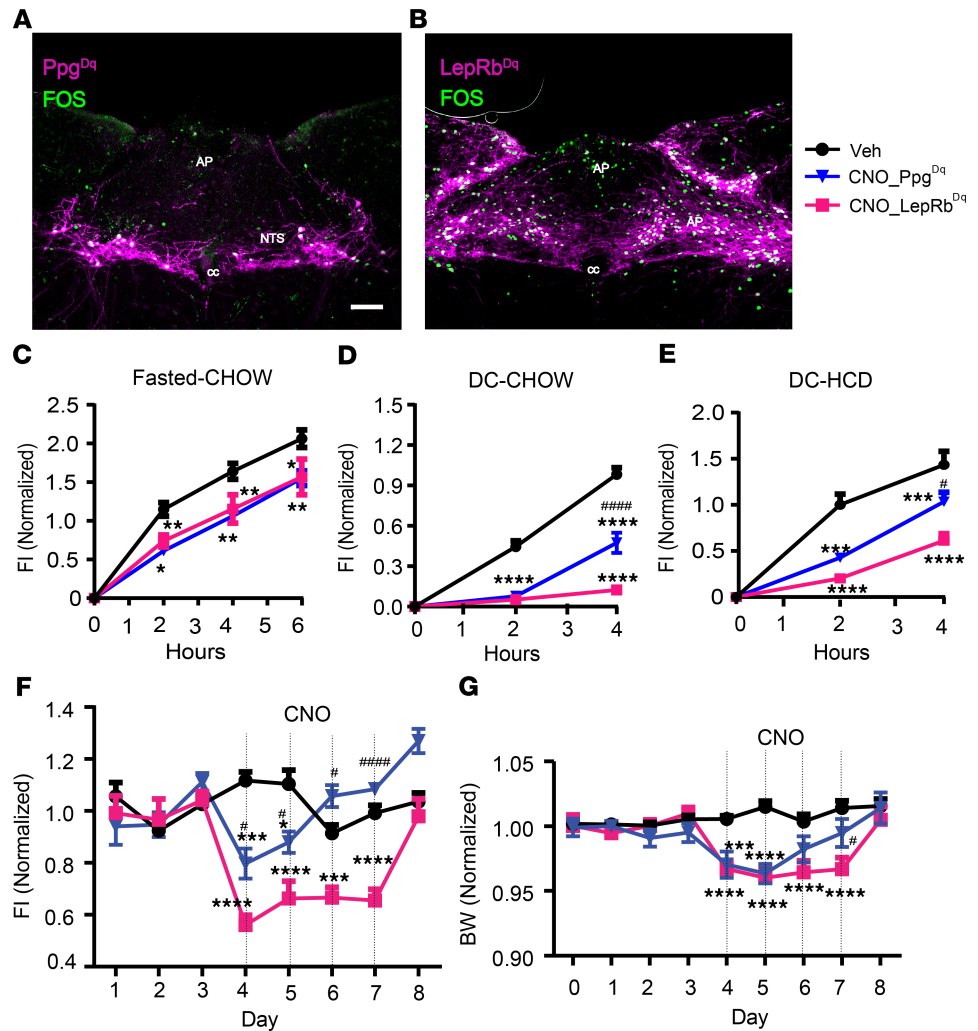 A
Ppg^Dq
FOS
AP
NTS
cc
B
LepRb^Dq
FOS
AP
AP
cc
Veh
CNO_Ppg^Dq
CNO_LepRb^Dq
C
Fasted-CHOW
FI (Normalized)
2.5
2.0
1.5
1.0
0.5
0
**
*
**
**
*
**
0 1 2 3 4 5 6
Hours
D
DC-CHOW
FI (Normalized)
1.5
1.2
0.9
0.6
0.3
0.0
****
####
****
****
0 1 2 3 4
Hours
E
DC-HCD
FI (Normalized)
2.0
1.5
1.0
0.5
0
***
****
***
#
****
0 1 2 3 4
Hours
F
CNO
FI (Normalized)
1.4
1.2
1.0
0.8
0.6
0.4
#
***
****
#
*
****
#
***
####
****
1 2 3 4 5 6 7 8
Day
G
CNO
BW (Normalized)
1.05
1.00
0.95
0.90
***
****
****
****
****
#
****
0 1 2 3 4 5 6 7 8
Day